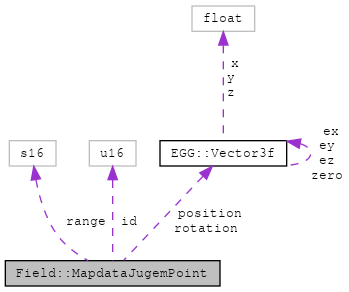 float
x
y
z
s16
u16
EGG::Vector3f
ex
ey
ez
zero
range
id
position
rotation
Field::MapdataJugemPoint